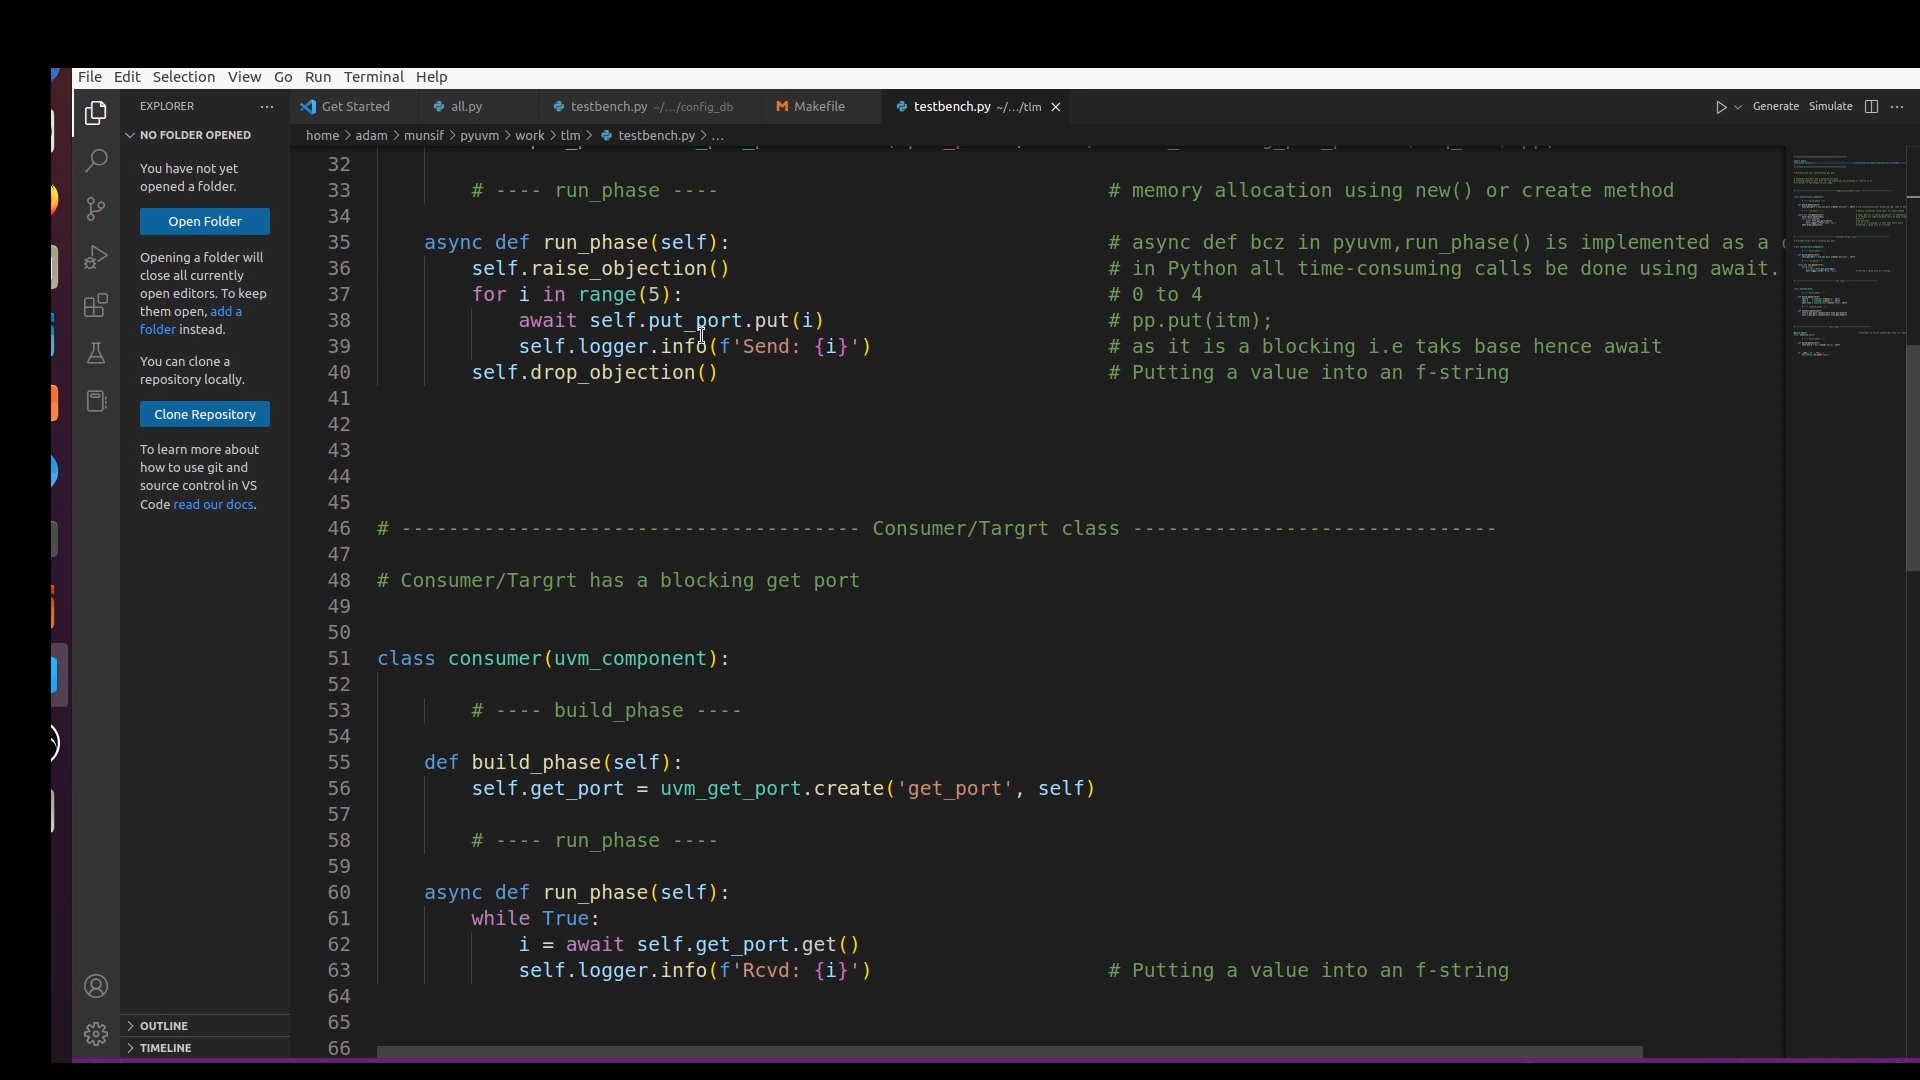 File Edit Selection View Go Run Terminal Help
EXPLORER ...
Get Started all.py testbench.py ~/.../config_db Makefile testbench.py ~/.../tlm
Generate Simulate ...
NO FOLDER OPENED
home > adam > munsif > pyuvm > work > tlm > testbench.py > ...
You have not yet
opened a folder.
Open Folder
Opening a folder will
close all currently
open editors. To keep
them open, add a
folder instead.
You can clone a
repository locally.
Clone Repository
To learn more about
how to use git and
source control in VS
Code read our docs.
OUTLINE
TIMELINE
32
33 # ---- run_phase ---- # memory allocation using new() or create method
34
35 async def run_phase(self): # async def bcz in pyuvm,run_phase() is implemented as a
36 self.raise_objection() # in Python all time-consuming calls be done using await.
37 for i in range(5): # 0 to 4
38 await self.put_port.put(i) # pp.put(itm);
39 self.logger.info(f'Send: {i}') # as it is a blocking i.e taks base hence await
40 self.drop_objection() # Putting a value into an f-string
41
42
43
44
45
46 # --------------------------------------- Consumer/Targrt class -------------------------------
47
48 # Consumer/Targrt has a blocking get port
49
50
51 class consumer(uvm_component):
52
53 # ---- build_phase ----
54
55 def build_phase(self):
56 self.get_port = uvm_get_port.create('get_port', self)
57
58 # ---- run_phase ----
59
60 async def run_phase(self):
61 while True:
62 i = await self.get_port.get()
63 self.logger.info(f'Rcvd: {i}') # Putting a value into an f-string
64
65
66